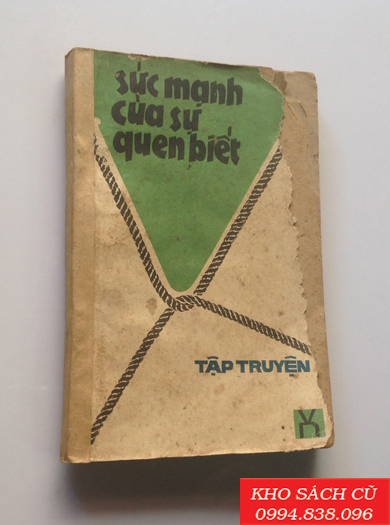 sức mạnh
của sự
quen biết
TẬP TRUYỆN
KHO SÁCH CŨ
0994.838.096